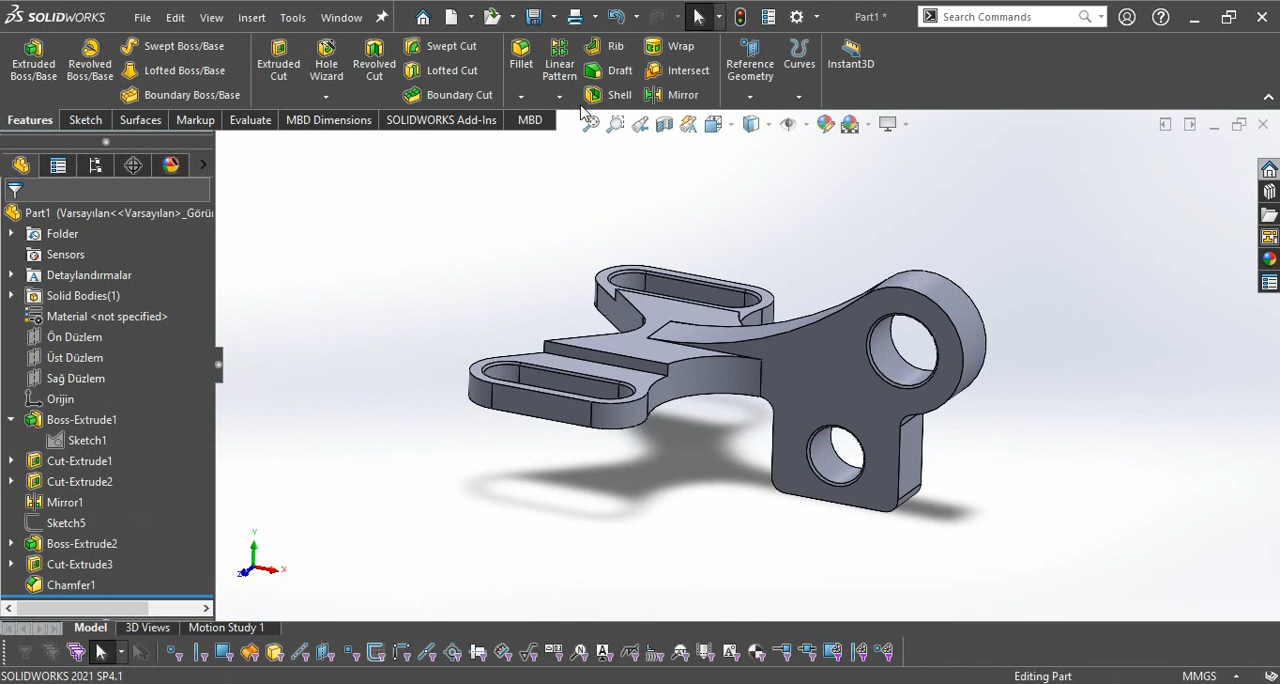 SOLIDWORKS File Edit View Insert Tools Window Part1 * Search Commands
Extruded Boss/Base
Revolved Boss/Base
Swept Boss/Base
Lofted Boss/Base
Boundary Boss/Base
Extruded Cut
Hole Wizard
Revolved Cut
Swept Cut
Lofted Cut
Boundary Cut
Fillet
Linear Pattern
Rib
Draft
Shell
Wrap
Intersect
Mirror
Reference Geometry
Curves
Instant3D
Features Sketch Surfaces Markup Evaluate MBD Dimensions SOLIDWORKS Add-Ins MBD
Part1 (Varsayılan<<Varsayılan>_Görür
Folder
Sensors
Detaylandırmalar
Solid Bodies(1)
Material <not specified>
Ön Düzlem
Üst Düzlem
Sağ Düzlem
Orijin
Boss-Extrude1
Sketch1
Cut-Extrude1
Cut-Extrude2
Mirror1
Sketch5
Boss-Extrude2
Cut-Extrude3
Chamfer1
Y
X
Z
Model 3D Views Motion Study 1
SOLIDWORKS 2021 SP4.1 Editing Part MMGS